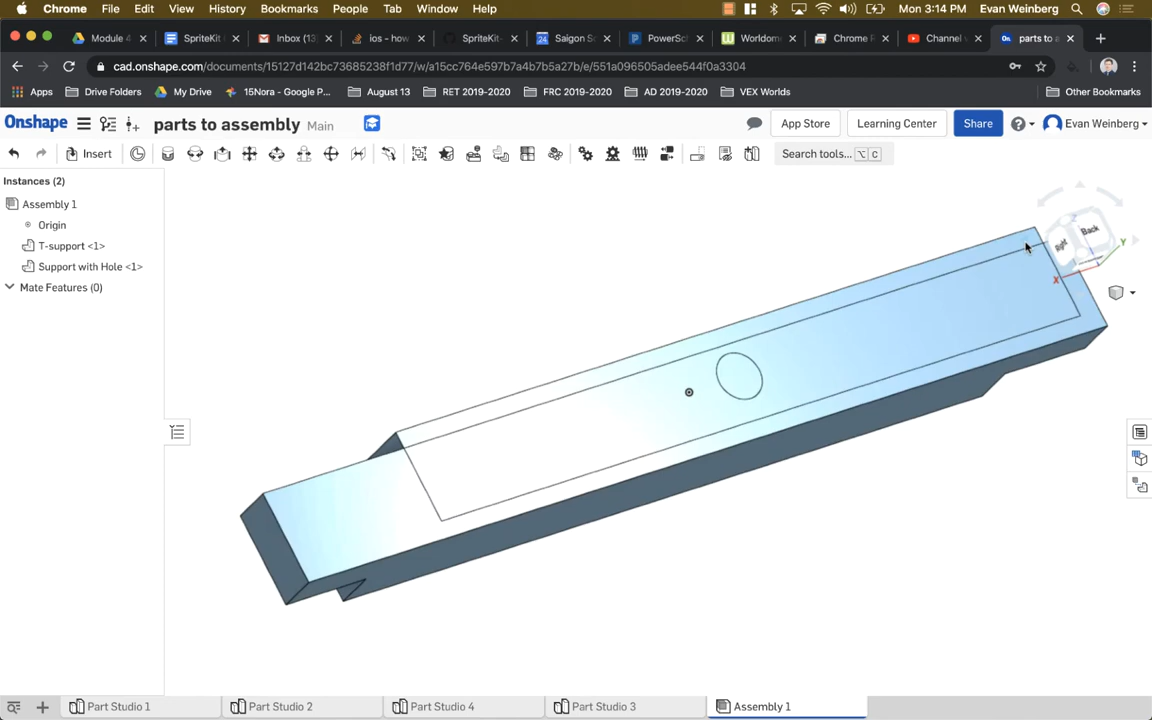 Chrome File Edit View History Bookmarks People Tab Window Help Mon 3:14 PM Evan Weinberg
Module 4 SpriteKit Inbox (13 ios - how SpriteKit- 24 Saigon S P PowerSc W Worldom Chrome P Channel On parts to a
cad.onshape.com/documents/15127d142bc73685238f1d77/w/a15cc764e597b7a4b7b5a27b/e/551a096505adee544f0a3304
Apps Drive Folders My Drive 15Nora - Google P... August 13 RET 2019-2020 FRC 2019-2020 AD 2019-2020 VEX Worlds Other Bookmarks
Onshape parts to assembly Main App Store Learning Center Share Evan Weinberg
Insert Search tools... ⌥ C
Instances (2)
Assembly 1
Origin
T-support <1>
Support with Hole <1>
Mate Features (0)
Back
Right
Z
Y
X
Part Studio 1 Part Studio 2 Part Studio 4 Part Studio 3 Assembly 1